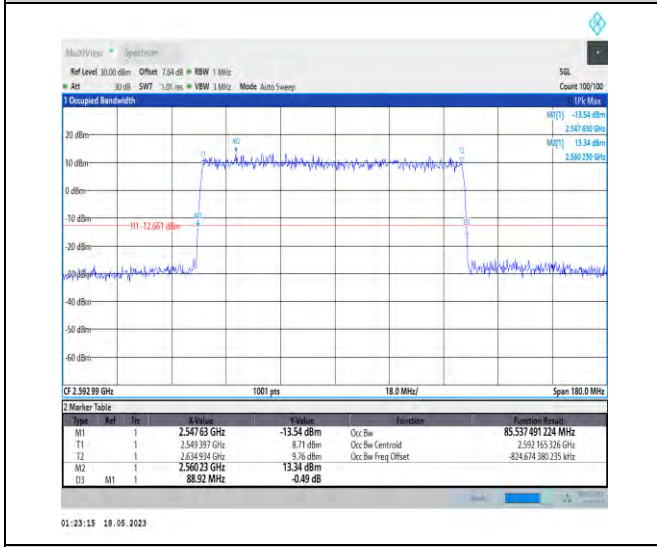 MultiView Spectrum
Ref Level 30.00 dBm Offset 7.64 dB RBW 1 MHz SGL
Att 30 dB SWT 1.01 ms VBW 3 MHz Mode Auto Sweep Count 100/100
1 Occupied Bandwidth 1Pk Max
M1[1] -13.54 dBm
2.547 630 GHz
M2[1] 13.34 dBm
2.560 230 GHz
20 dBm
M2
T1
T2
10 dBm
0 dBm
-10 dBm
M1
D3
H1 -12.661 dBm
-20 dBm
-30 dBm
-40 dBm
-50 dBm
-60 dBm
CF 2.592 99 GHz 1001 pts 18.0 MHz/ Span 180.0 MHz
2 Marker Table
Type Ref Trc X-Value Y-Value Function Function Result
M1 1 2.547 63 GHz -13.54 dBm Occ Bw 85.537 491 224 MHz
T1 1 2.549 397 GHz 8.71 dBm Occ Bw Centroid 2.592 165 326 GHz
T2 1 2.634 934 GHz 9.76 dBm Occ Bw Freq Offset -824.674 380 235 kHz
M2 1 2.560 23 GHz 13.34 dBm
D3 M1 1 88.92 MHz -0.49 dB
01:23:15 18.05.2023